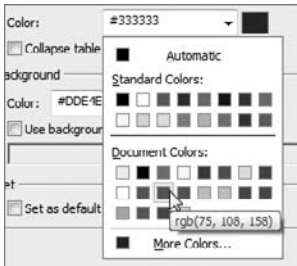 Color: #333333
Automatic
Collapse table
Standard Colors:
ackground
Color: #DDE4E
Use backgrour
Document Colors:
et
Set as default
rgb(75, 108, 158)
More Colors...